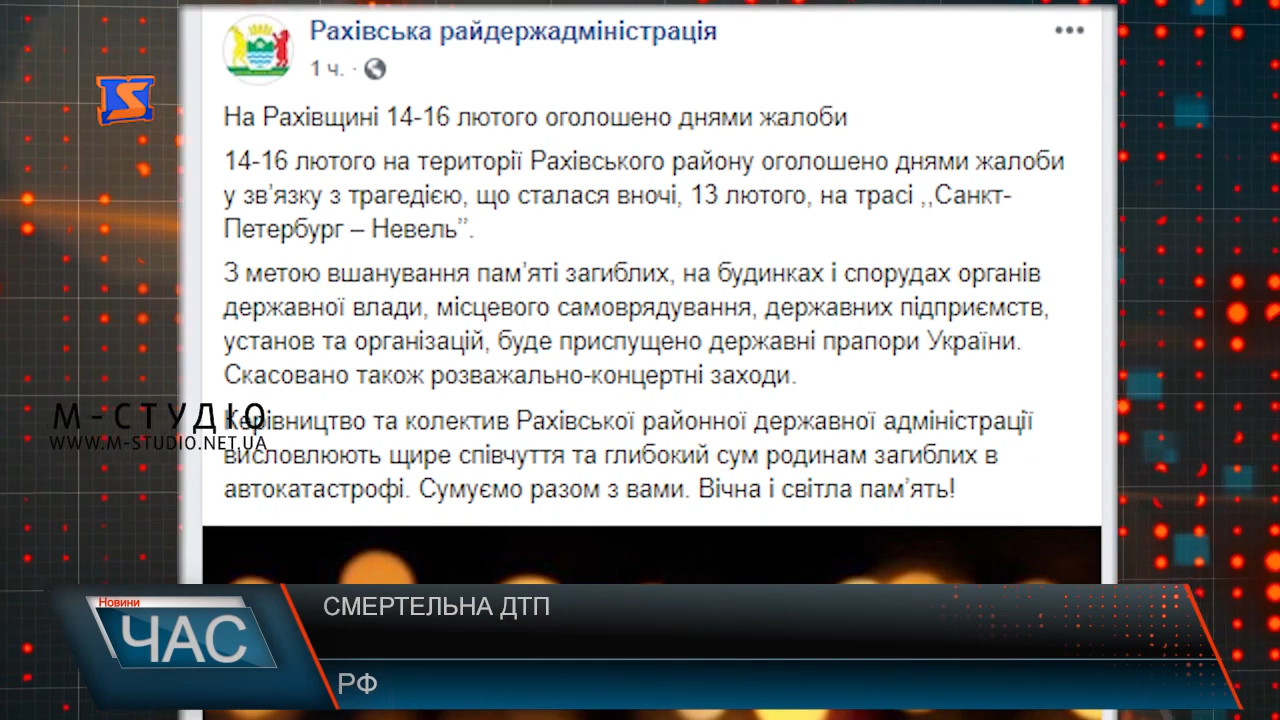 Рахівська райдержадміністрація
1 ч. ·
На Рахівщині 14-16 лютого оголошено днями жалоби
14-16 лютого на території Рахівського району оголошено днями жалоби
у зв’язку з трагедією, що сталася вночі, 13 лютого, на трасі ,,Санкт-
Петербург – Невель’’.
З метою вшанування пам’яті загиблих, на будинках і спорудах органів
державної влади, місцевого самоврядування, державних підприємств,
установ та організацій, буде приспущено державні прапори України.
Скасовано також розважально-концертні заходи.
Керівництво та колектив Рахівської районної державної адміністрації
висловлюють щире співчуття та глибокий сум родинам загиблих в
автокатастрофі. Сумуємо разом з вами. Вічна і світла пам’ять!
М-СТУДІО
WWW.M-STUDIO.NET.UA
Новини
ЧАС
СМЕРТЕЛЬНА ДТП
РФ